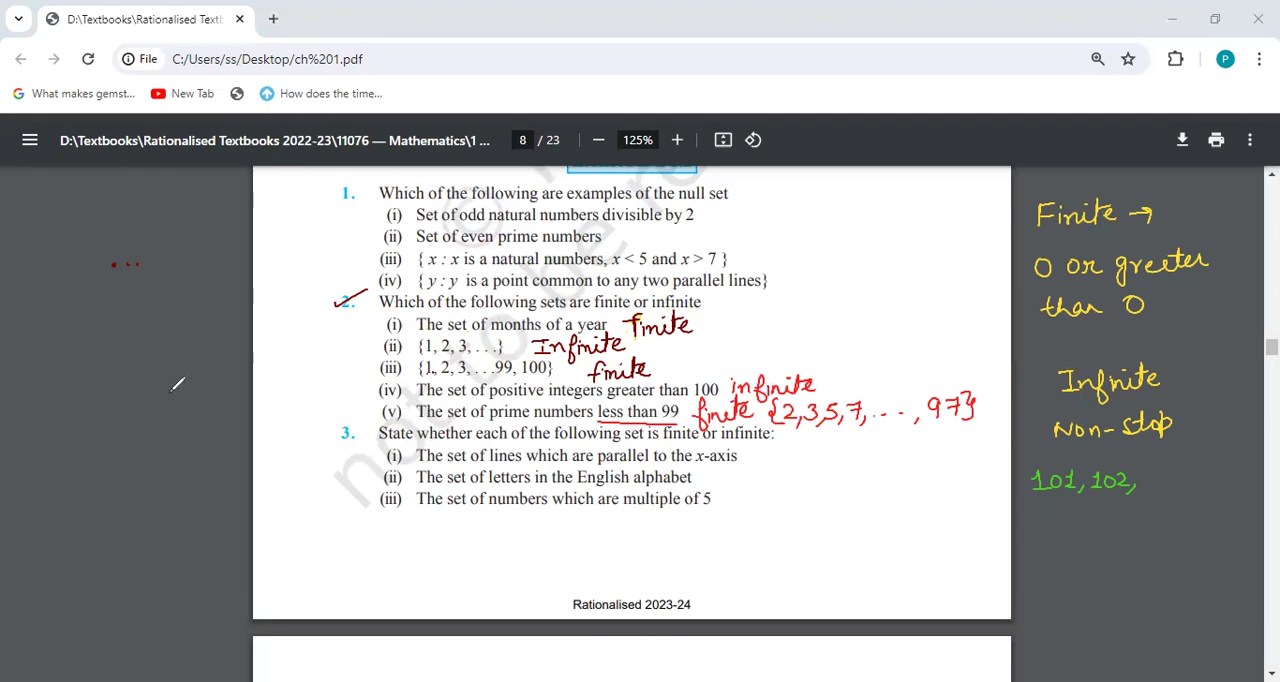 D:\Textbooks\Rationalised Textb
C:/Users/ss/Desktop/ch%201.pdf
File
P
What makes gemst...
New Tab
How does the time...
D:\Textbooks\Rationalised Textbooks 2022-23\11076 — Mathematics\1 ...
8 / 23
125%
1. Which of the following are examples of the null set
(i) Set of odd natural numbers divisible by 2
(ii) Set of even prime numbers
(iii) { x : x is a natural numbers, x < 5 and x > 7 }
(iv) { y : y is a point common to any two parallel lines}
2. Which of the following sets are finite or infinite
(i) The set of months of a year finite
(ii) {1, 2, 3, . . .} Infinite
(iii) {1, 2, 3, . . .99, 100} finite
(iv) The set of positive integers greater than 100 infinite
(v) The set of prime numbers less than 99 finite {2,3,5,7,....,97}
3. State whether each of the following set is finite or infinite:
(i) The set of lines which are parallel to the x-axis
(ii) The set of letters in the English alphabet
(iii) The set of numbers which are multiple of 5
Rationalised 2023-24
not to be re
Finite →
0 or greeter
than 0
Infinite
Non-stop
101, 102,